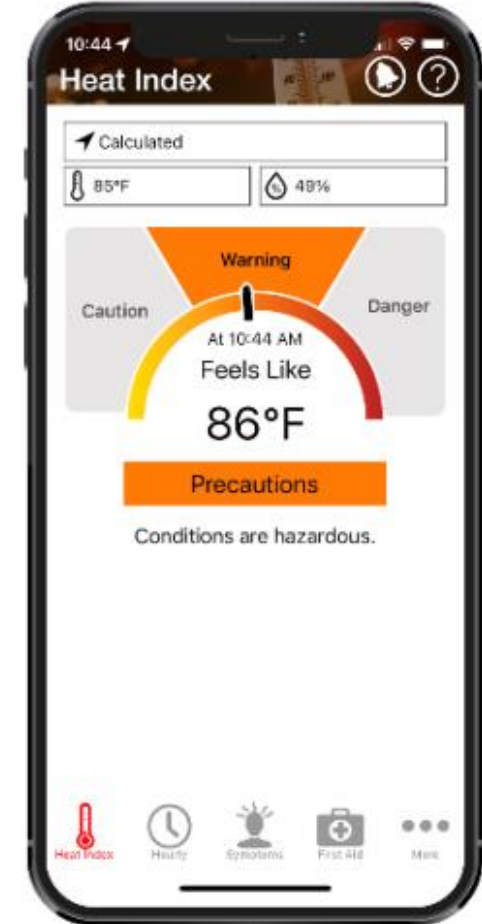 10:44
Heat Index
?
Calculated
85°F
% 49%
Warning
Caution
Danger
At 10:44 AM
Feels Like
86°F
Precautions
Conditions are hazardous.
Heat Index
Hourly
Symptoms
First Aid
More